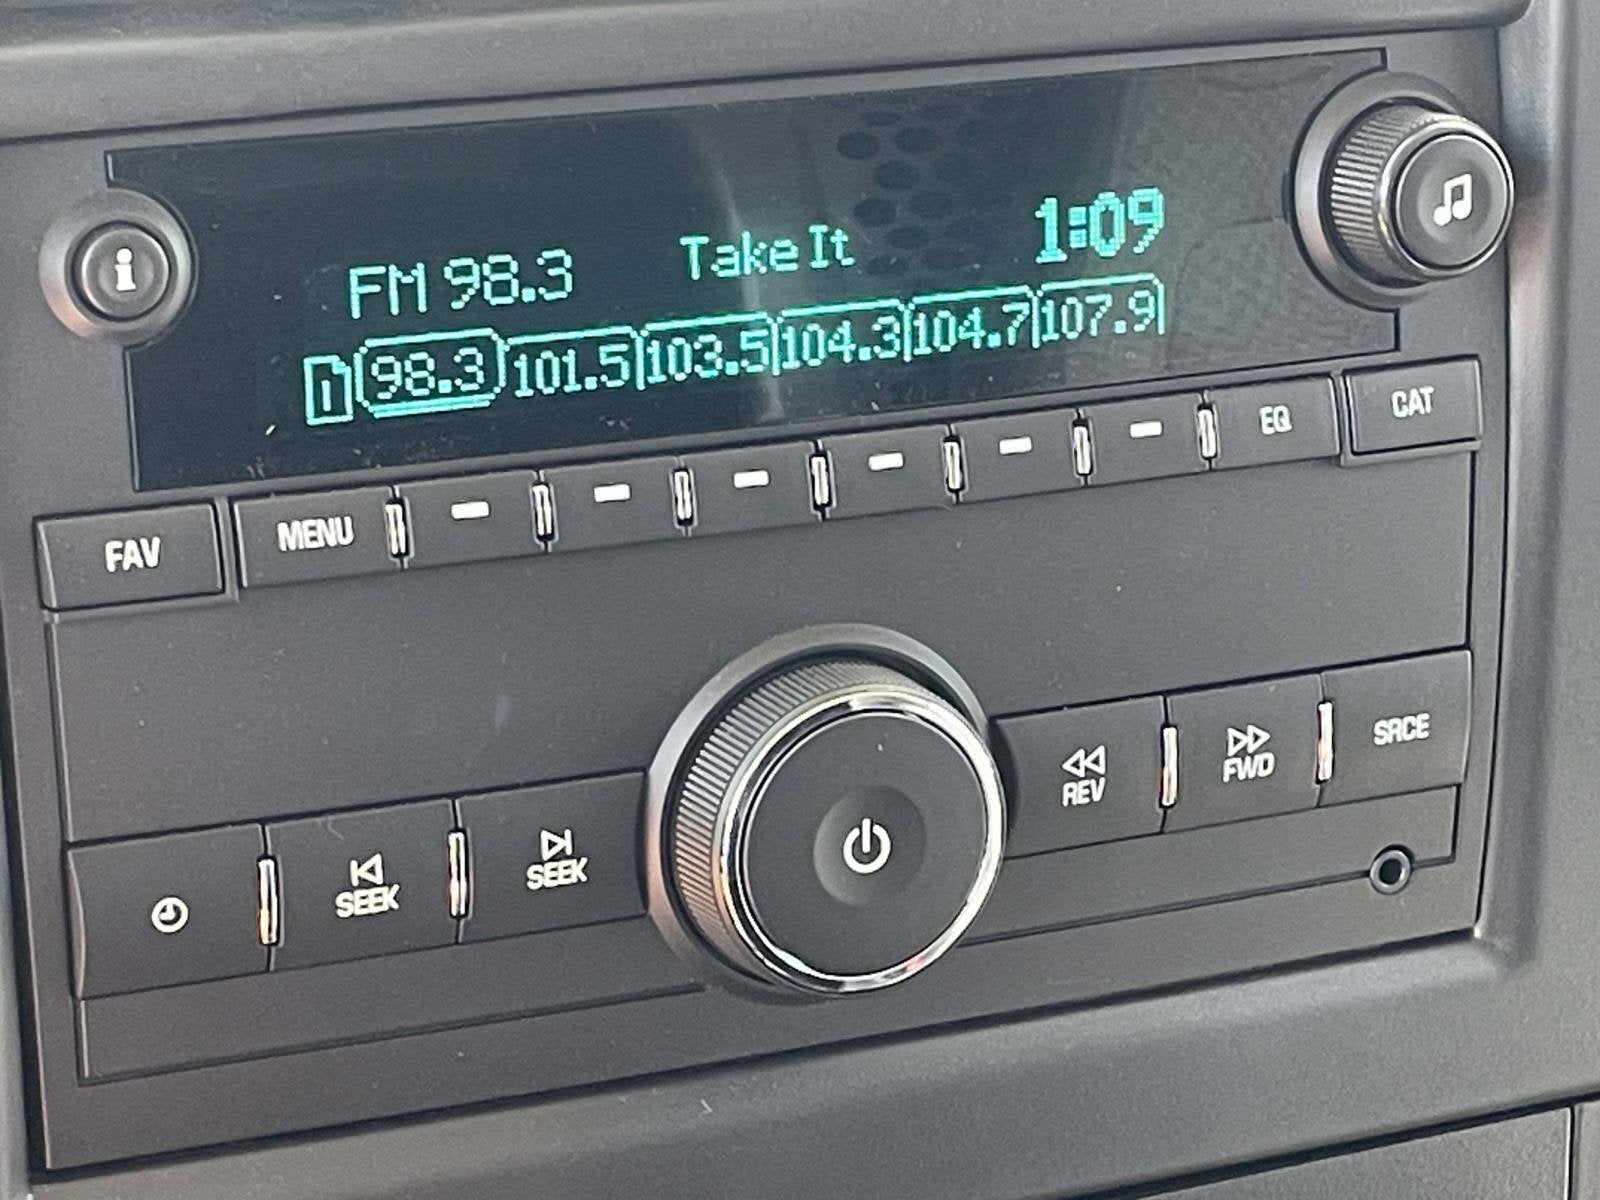 i
FM 98.3 Take It 1:09
1 98.3 101.5 103.5 104.3 104.7 107.9
FAV MENU EQ CAT
SEEK SEEK REV FWD SRCE